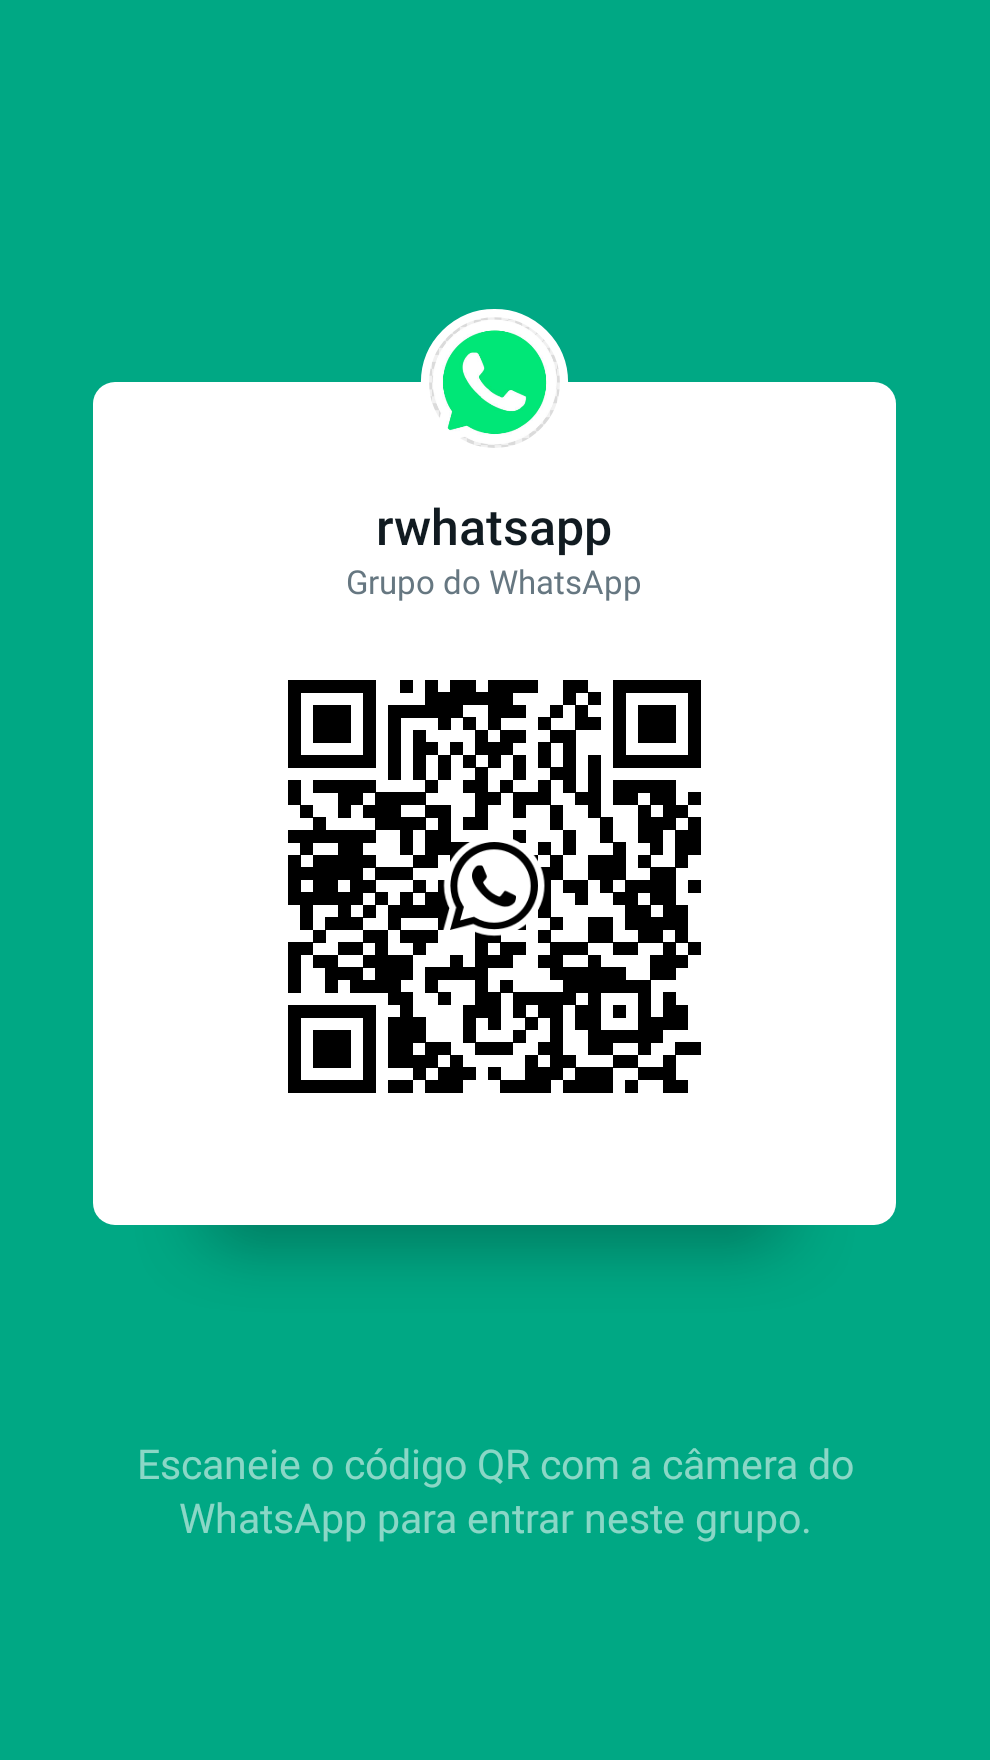 rwhatsapp
Grupo do WhatsApp
Escaneie o código QR com a câmera do
WhatsApp para entrar neste grupo.